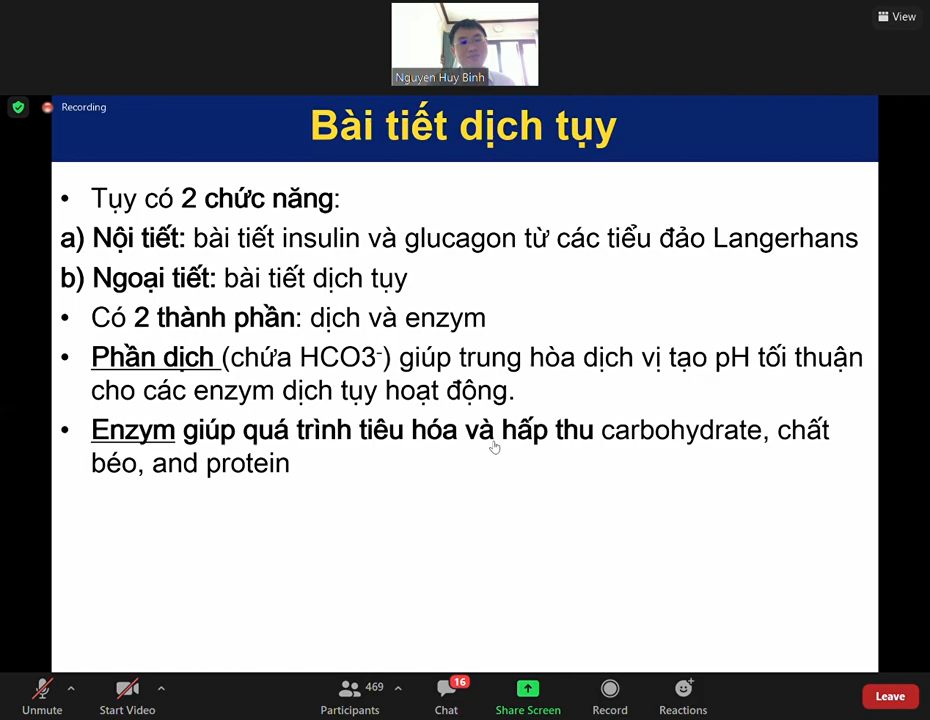 View
Nguyen Huy Binh
Recording
Bài tiết dịch tụy
• Tụy có 2 chức năng:
a) Nội tiết: bài tiết insulin và glucagon từ các tiểu đảo Langerhans
b) Ngoại tiết: bài tiết dịch tụy
• Có 2 thành phần: dịch và enzym
• Phần dịch (chứa HCO3-) giúp trung hòa dịch vị tạo pH tối thuận
cho các enzym dịch tụy hoạt động.
• Enzym giúp quá trình tiêu hóa và hấp thu carbohydrate, chất
béo, and protein
469
16
Unmute
Start Video
Participants
Chat
Share Screen
Record
Reactions
Leave